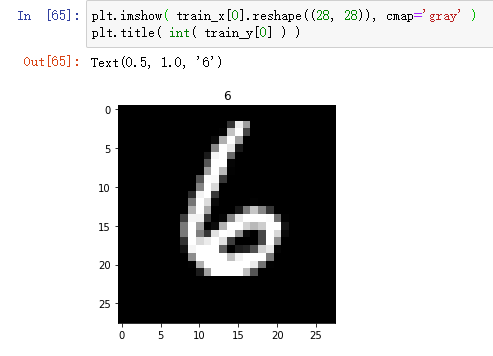 In [65]: plt.imshow( train_x[0].reshape((28, 28)), cmap='gray' )
plt.title( int( train_y[0] ) )
Out[65]: Text(0.5, 1.0, '6')
6
0
5
10
15
20
25
0 5 10 15 20 25
6